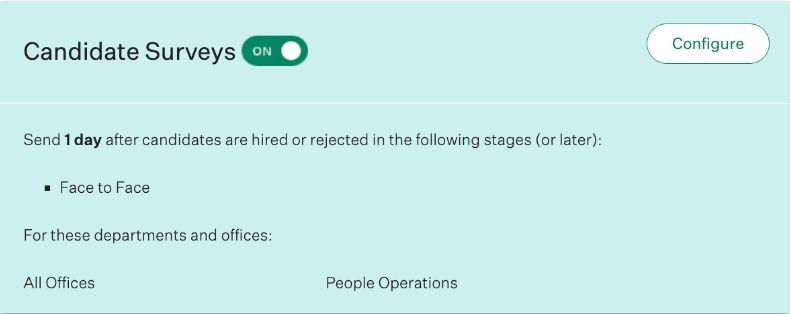 Candidate Surveys ON Configure
Send 1 day after candidates are hired or rejected in the following stages (or later):
▪ Face to Face
For these departments and offices:
All Offices People Operations